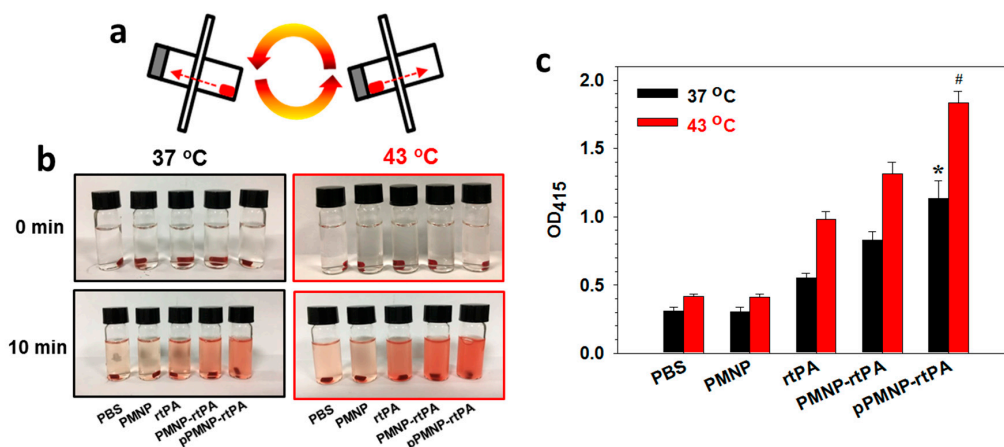 a
b
37 °C
43 °C
0 min
10 min
PBS
PMNP
rtPA
PMNP-rtPA
pPMNP-rtPA
PBS
PMNP
rtPA
PMNP-rtPA
pPMNP-rtPA
c
OD415
2.0
1.5
1.0
0.5
0.0
37 °C
43 °C
*
#
PBS
PMNP
rtPA
PMNP-rtPA
pPMNP-rtPA